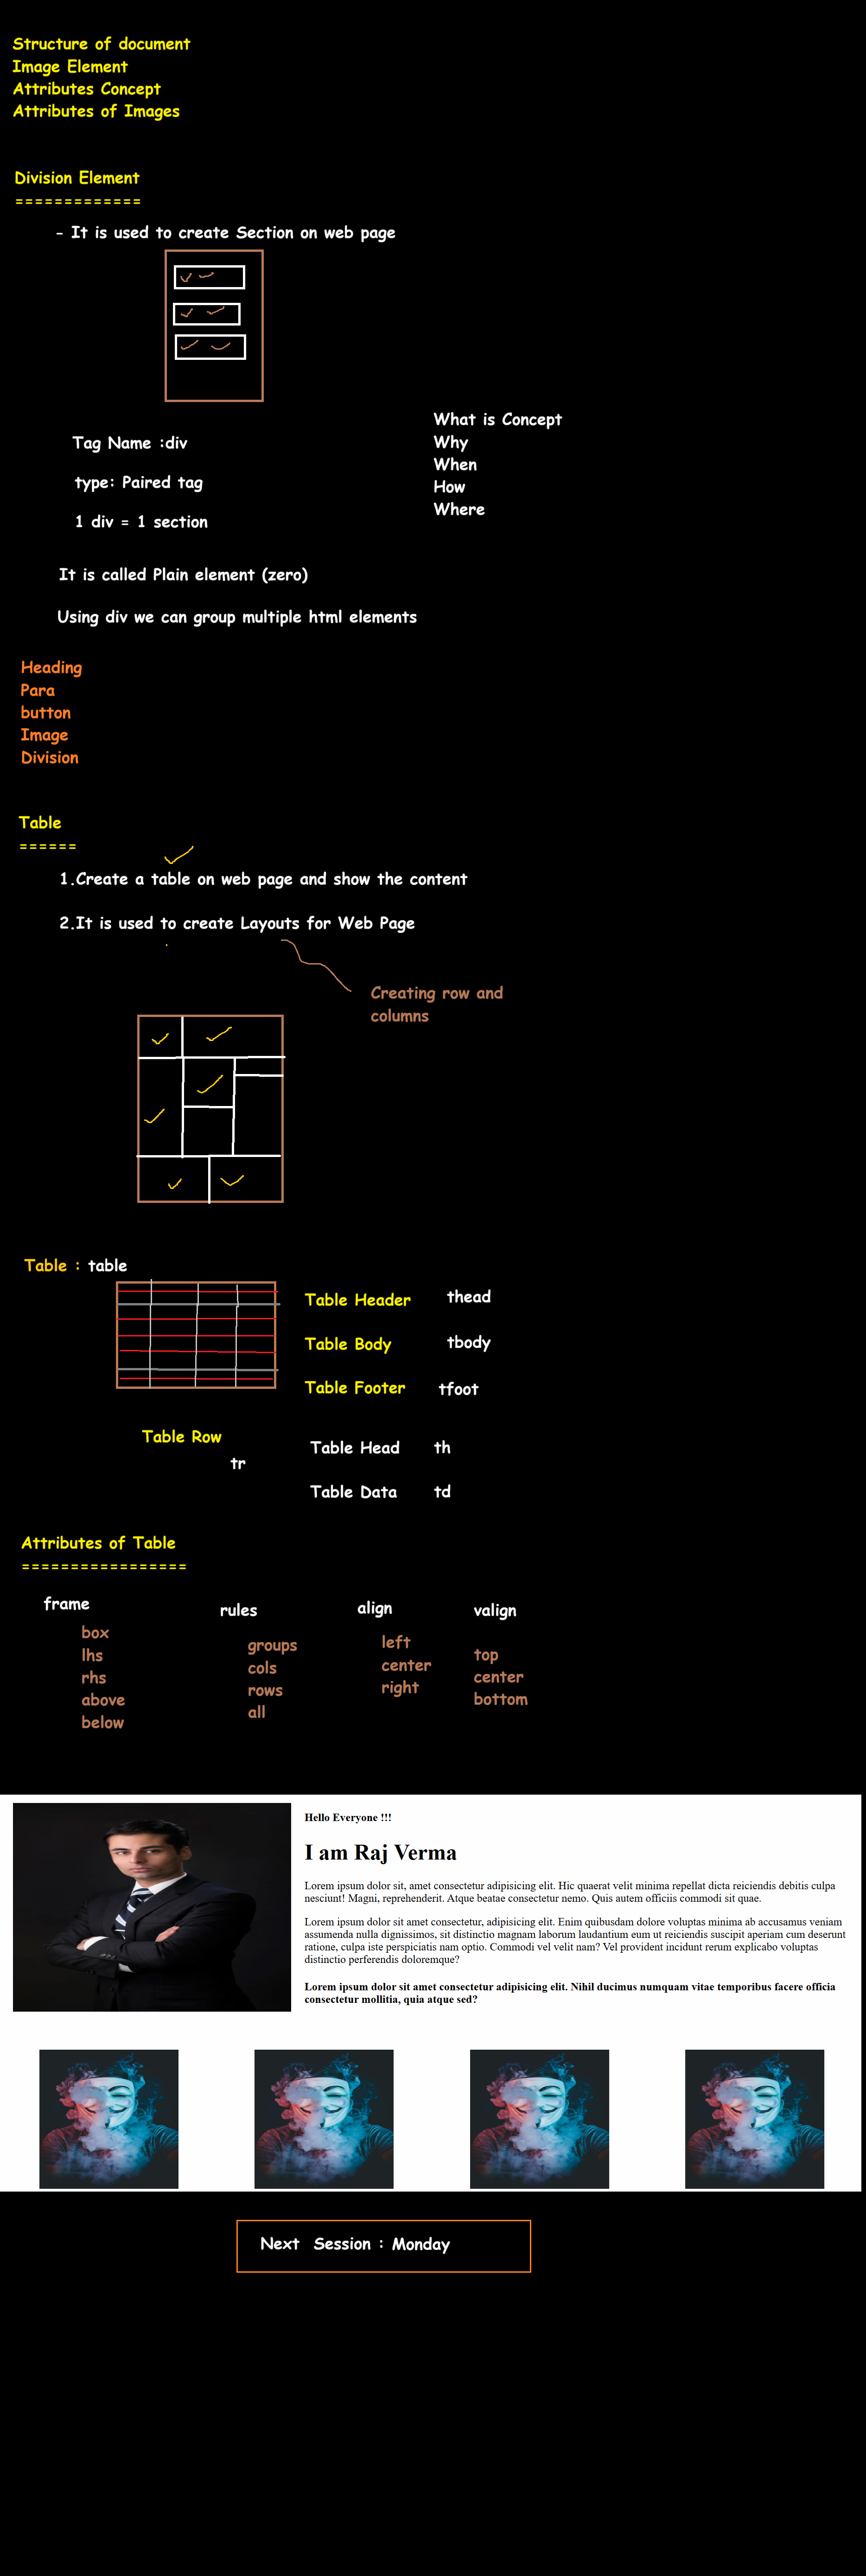 Structure of document
Image Element
Attributes Concept
Attributes of Images
Division Element
=============
- It is used to create Section on web page
What is Concept
Why
When
How
Where
Tag Name :div
type: Paired tag
1 div = 1 section
It is called Plain element (zero)
Using div we can group multiple html elements
Heading
Para
button
Image
Division
Table
======
1.Create a table on web page and show the content
2.It is used to create Layouts for Web Page
Creating row and
columns
Table : table
Table Header thead
Table Body tbody
Table Footer tfoot
Table Row
tr
Table Head th
Table Data td
Attributes of Table
=================
frame
box
lhs
rhs
above
below
rules
groups
cols
rows
all
align
left
center
right
valign
top
center
bottom
Hello Everyone !!!
I am Raj Verma
Lorem ipsum dolor sit, amet consectetur adipisicing elit. Hic quaerat velit minima repellat dicta reiciendis debitis culpa
nesciunt! Magni, reprehenderit. Atque beatae consectetur nemo. Quis autem officiis commodi sit quae.
Lorem ipsum dolor sit amet consectetur, adipisicing elit. Enim quibusdam dolore voluptas minima ab accusamus veniam
assumenda nulla dignissimos, sit distinctio magnam laborum laudantium eum ut reiciendis suscipit aperiam cum deserunt
ratione, culpa iste perspiciatis nam optio. Commodi vel velit nam? Vel provident incidunt rerum explicabo voluptas
distinctio perferendis doloremque?
Lorem ipsum dolor sit amet consectetur adipisicing elit. Nihil ducimus numquam vitae temporibus facere officia
consectetur mollitia, quia atque sed?
Next Session : Monday